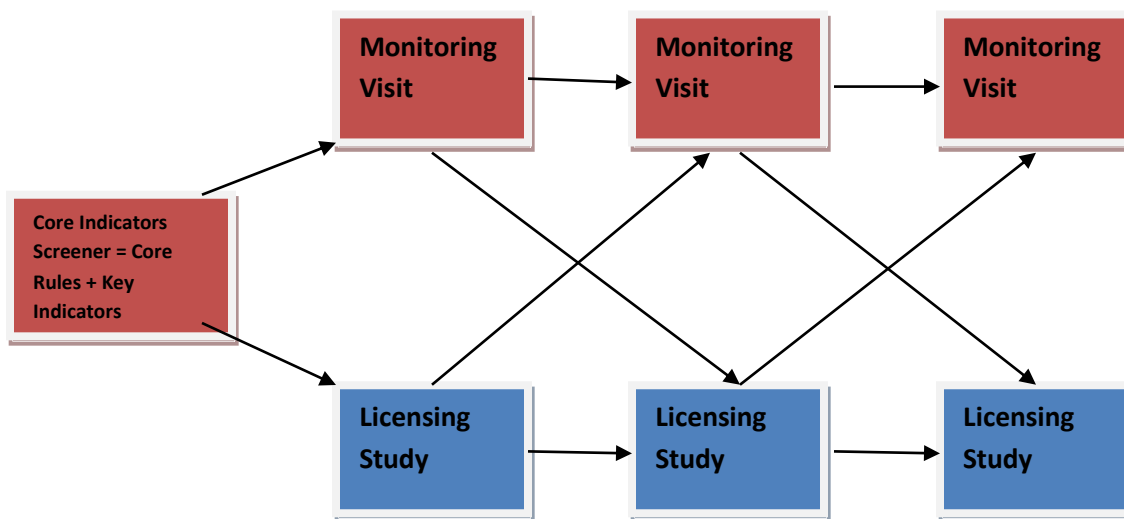 Monitoring
Visit
Monitoring
Visit
Monitoring
Visit
Core Indicators
Screener = Core
Rules + Key
Indicators
Licensing
Study
Licensing
Study
Licensing
Study